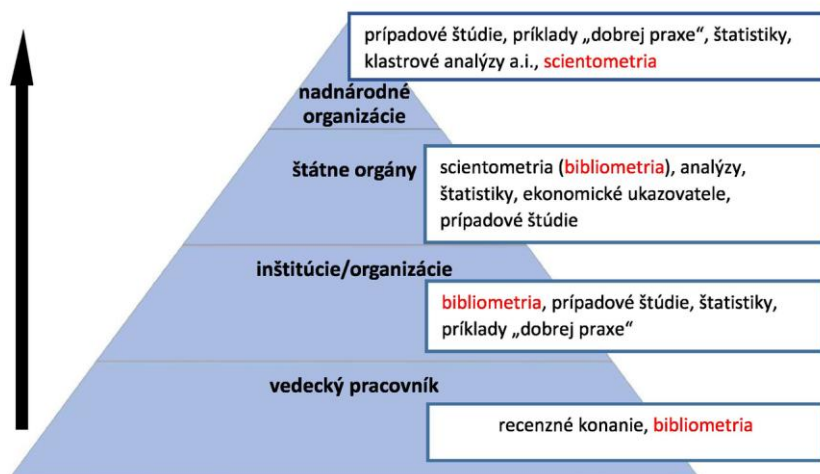 prípadové štúdie, príklady „dobrej praxe“, štatistiky,
klastrové analýzy a.i., scientometria
nadnárodné
organizácie
štátne orgány
scientometria (bibliometria), analýzy,
štatistiky, ekonomické ukazovatele,
prípadové štúdie
inštitúcie/organizácie
bibliometria, prípadové štúdie, štatistiky,
príklady „dobrej praxe“
vedecký pracovník
recenzné konanie, bibliometria